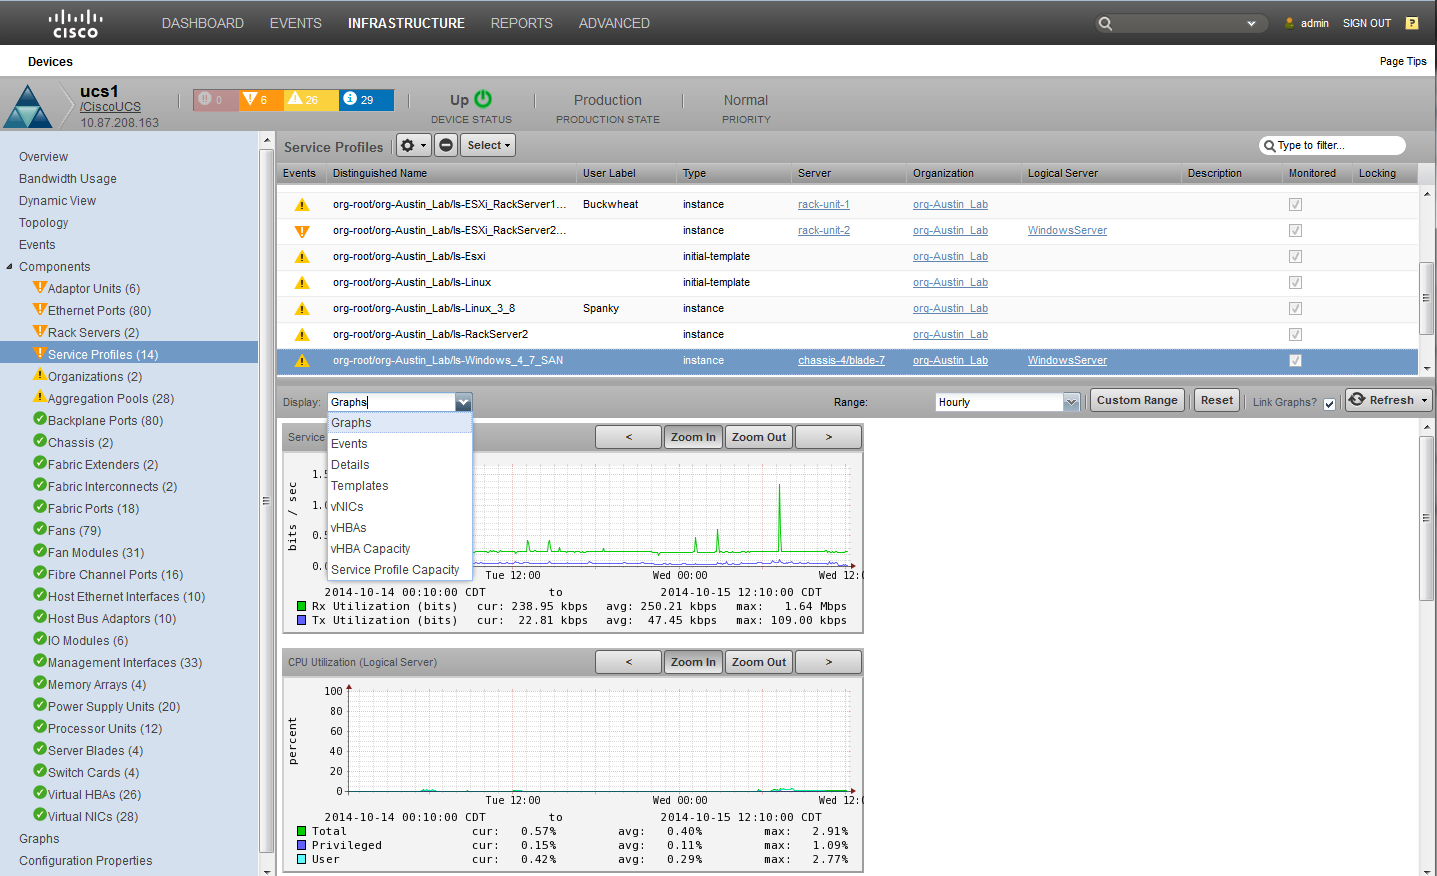 CISCO
DASHBOARD EVENTS INFRASTRUCTURE REPORTS ADVANCED
admin SIGN OUT ?
Devices
Page Tips
ucs1
/CiscoUCS
10.87.208.163
0 6 26 29
Up
DEVICE STATUS
Production
PRODUCTION STATE
Normal
PRIORITY
Overview
Bandwidth Usage
Dynamic View
Topology
Events
Components
Adaptor Units (6)
Ethernet Ports (80)
Rack Servers (2)
Service Profiles (14)
Organizations (2)
Aggregation Pools (28)
Backplane Ports (80)
Chassis (2)
Fabric Extenders (2)
Fabric Interconnects (2)
Fabric Ports (18)
Fans (79)
Fan Modules (31)
Fibre Channel Ports (16)
Host Ethernet Interfaces (10)
Host Bus Adaptors (10)
IO Modules (6)
Management Interfaces (33)
Memory Arrays (4)
Power Supply Units (20)
Processor Units (12)
Server Blades (4)
Switch Cards (4)
Virtual HBAs (26)
Virtual NICs (28)
Graphs
Configuration Properties
Service Profiles Select Type to filter...
Events Distinguished Name User Label Type Server Organization Logical Server Description Monitored Locking
org-root/org-Austin_Lab/ls-ESXi_RackServer1... Buckwheat instance rack-unit-1 org-Austin_Lab
org-root/org-Austin_Lab/ls-ESXi_RackServer2... instance rack-unit-2 org-Austin_Lab WindowsServer
org-root/org-Austin_Lab/ls-Esxi initial-template org-Austin_Lab
org-root/org-Austin_Lab/ls-Linux initial-template org-Austin_Lab
org-root/org-Austin_Lab/ls-Linux_3_8 Spanky instance org-Austin_Lab
org-root/org-Austin_Lab/ls-RackServer2 instance org-Austin_Lab
org-root/org-Austin_Lab/ls-Windows_4_7_SAN instance chassis-4/blade-7 org-Austin_Lab WindowsServer
Display: Graphs Range: Hourly Custom Range Reset Link Graphs? Refresh
Graphs
Events
Details
Templates
vNICs
vHBAs
vHBA Capacity
Service Profile Capacity
Service < Zoom In Zoom Out >
bits / sec
1.5
1.0
0.5
0.0
Tue 12:00 Wed 00:00 Wed 12:0
2014-10-14 00:10:00 CDT to 2014-10-15 12:10:00 CDT
Rx Utilization (bits) cur: 238.95 kbps avg: 250.21 kbps max: 1.64 Mbps
Tx Utilization (bits) cur: 22.81 kbps avg: 47.45 kbps max: 109.00 kbps
CPU Utilization (Logical Server) < Zoom In Zoom Out >
percent
100
80
60
40
20
0
Tue 12:00 Wed 00:00 Wed 12:0
2014-10-14 00:10:00 CDT to 2014-10-15 12:10:00 CDT
Total cur: 0.57% avg: 0.40% max: 2.91%
Privileged cur: 0.15% avg: 0.11% max: 1.09%
User cur: 0.42% avg: 0.29% max: 2.77%